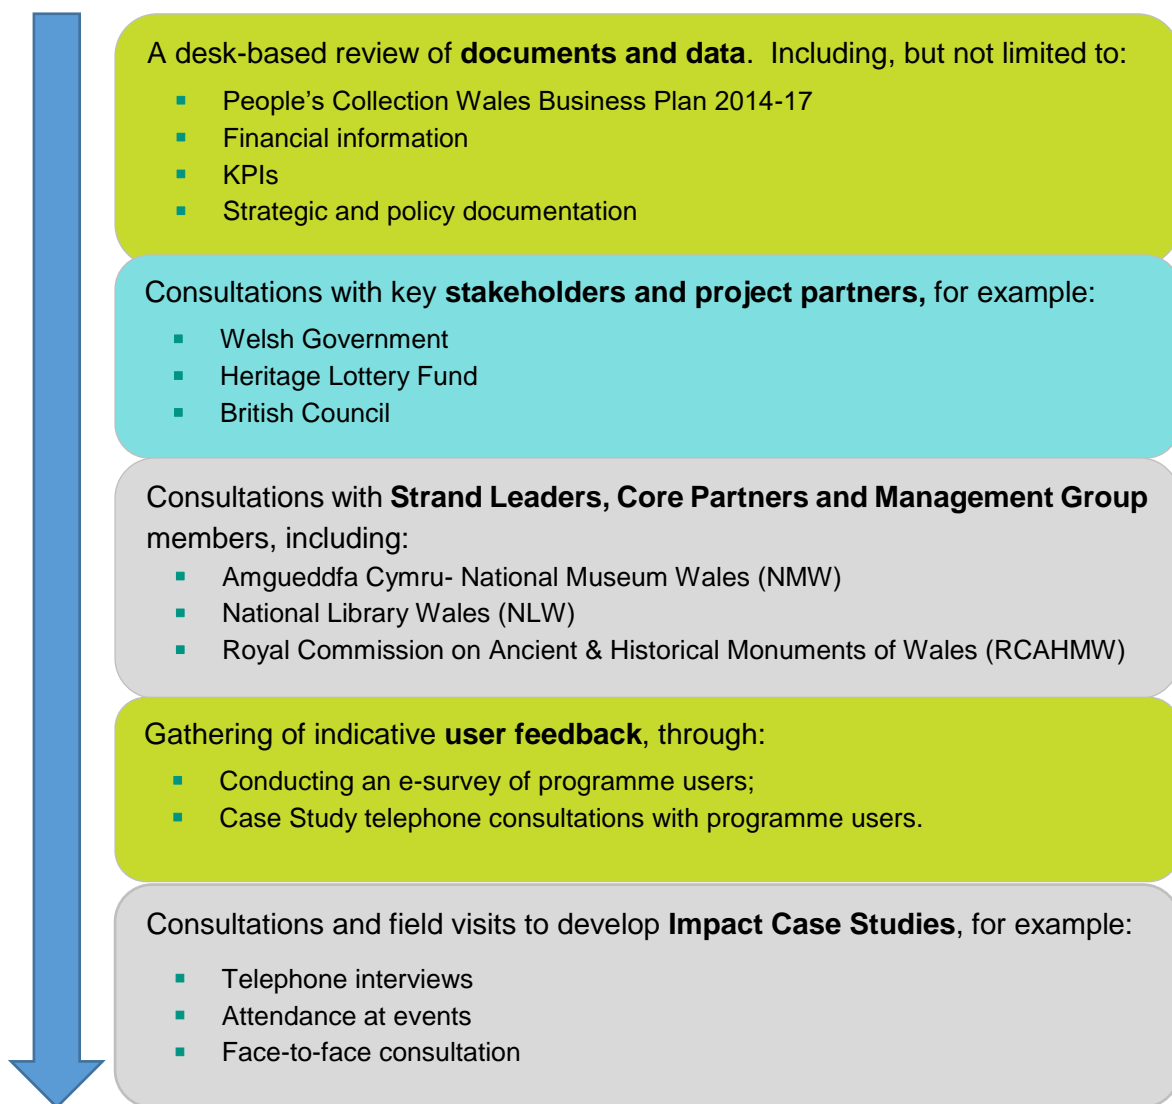 A desk-based review of documents and data.  Including, but not limited to:
▪ People’s Collection Wales Business Plan 2014-17
▪ Financial information
▪ KPIs
▪ Strategic and policy documentation
Consultations with key stakeholders and project partners, for example:
▪ Welsh Government
▪ Heritage Lottery Fund
▪ British Council
Consultations with Strand Leaders, Core Partners and Management Group
members, including:
▪ Amgueddfa Cymru- National Museum Wales (NMW)
▪ National Library Wales (NLW)
▪ Royal Commission on Ancient & Historical Monuments of Wales (RCAHMW)
Gathering of indicative user feedback, through:
▪ Conducting an e-survey of programme users;
▪ Case Study telephone consultations with programme users.
Consultations and field visits to develop Impact Case Studies, for example:
▪ Telephone interviews
▪ Attendance at events
▪ Face-to-face consultation